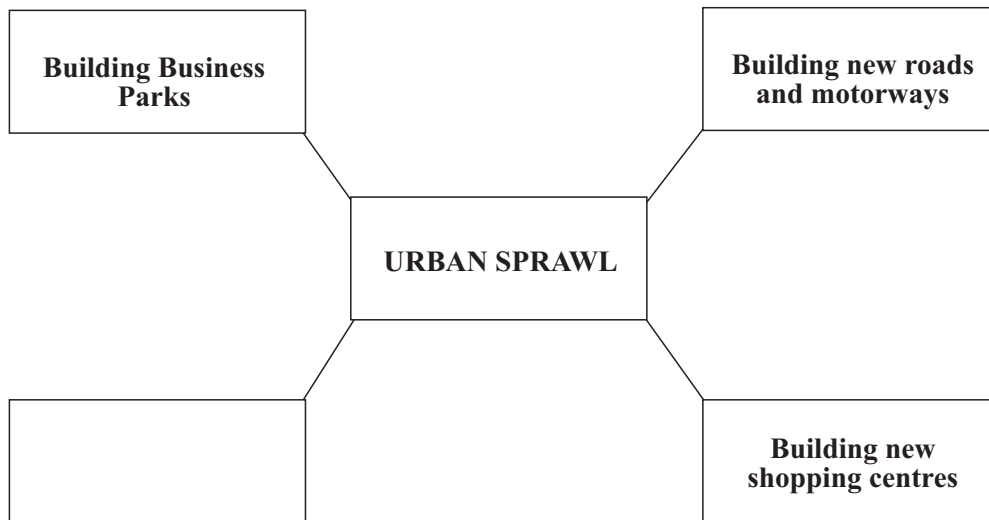 Building Business
Parks
Building new roads
and motorways
URBAN SPRAWL
Building new
shopping centres